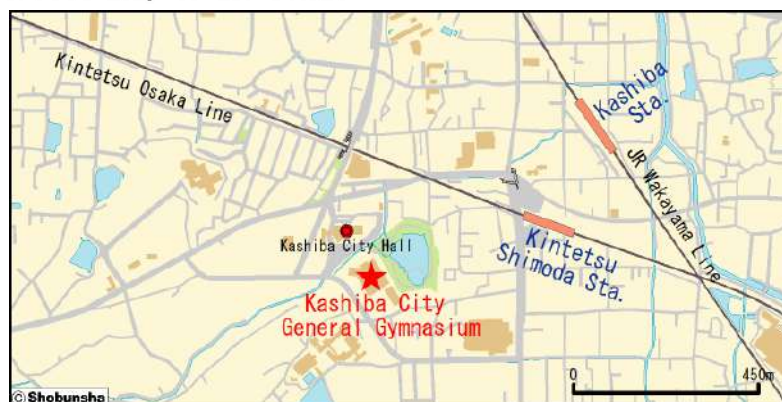 Kintetsu Osaka Line
Kashiba
Sta.
JR Wakayama Line
Kashiba City Hall
Kintetsu
Shimoda Sta.
Kashiba City
General Gymnasium
0 450m
© Shobunsha